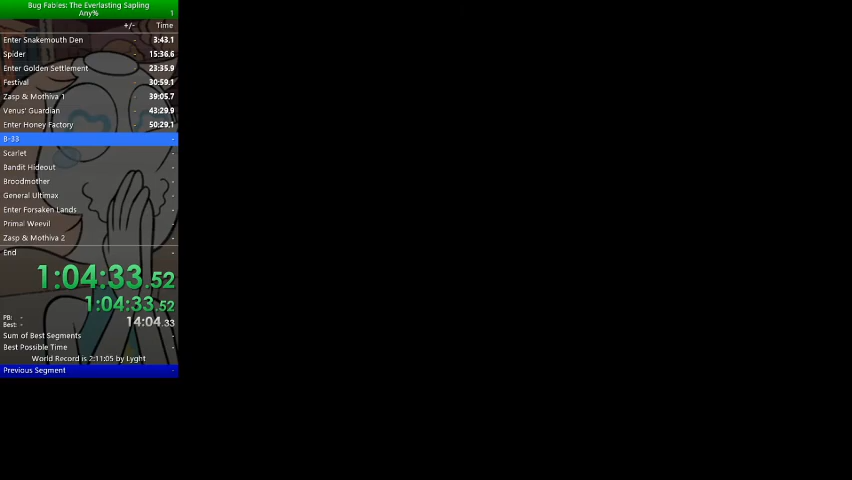 Bug Fables: The Everlasting Sapling
Any% 1
+/- Time
Enter Snakemouth Den - 3:43.1
Spider - 15:36.6
Enter Golden Settlement - 23:35.9
Festival - 30:59.1
Zasp & Mothiva 1 - 39:05.7
Venus' Guardian - 43:29.9
Enter Honey Factory - 50:29.1
B-33 -
Scarlet -
Bandit Hideout -
Broodmother -
General Ultimax -
Enter Forsaken Lands -
Primal Weevil -
Zasp & Mothiva 2 -
End -
1:04:33.52
1:04:33.52
PB: -
Best: - 14:04.33
Sum of Best Segments -
Best Possible Time -
World Record is 2:11:05 by Lyght
Previous Segment -